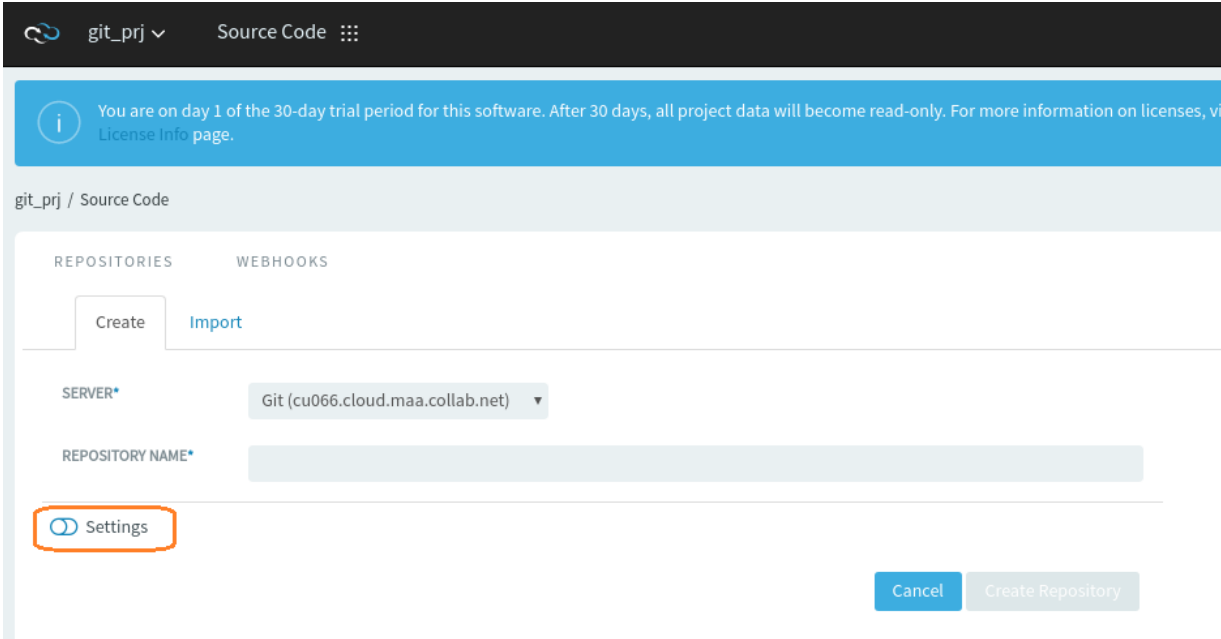 git_prj Source Code
You are on day 1 of the 30-day trial period for this software. After 30 days, all project data will become read-only. For more information on licenses,
License Info page.
git_prj / Source Code
REPOSITORIES WEBHOOKS
Create Import
SERVER* Git (cu066.cloud.maa.collab.net)
REPOSITORY NAME*
Settings
Cancel Create Repository